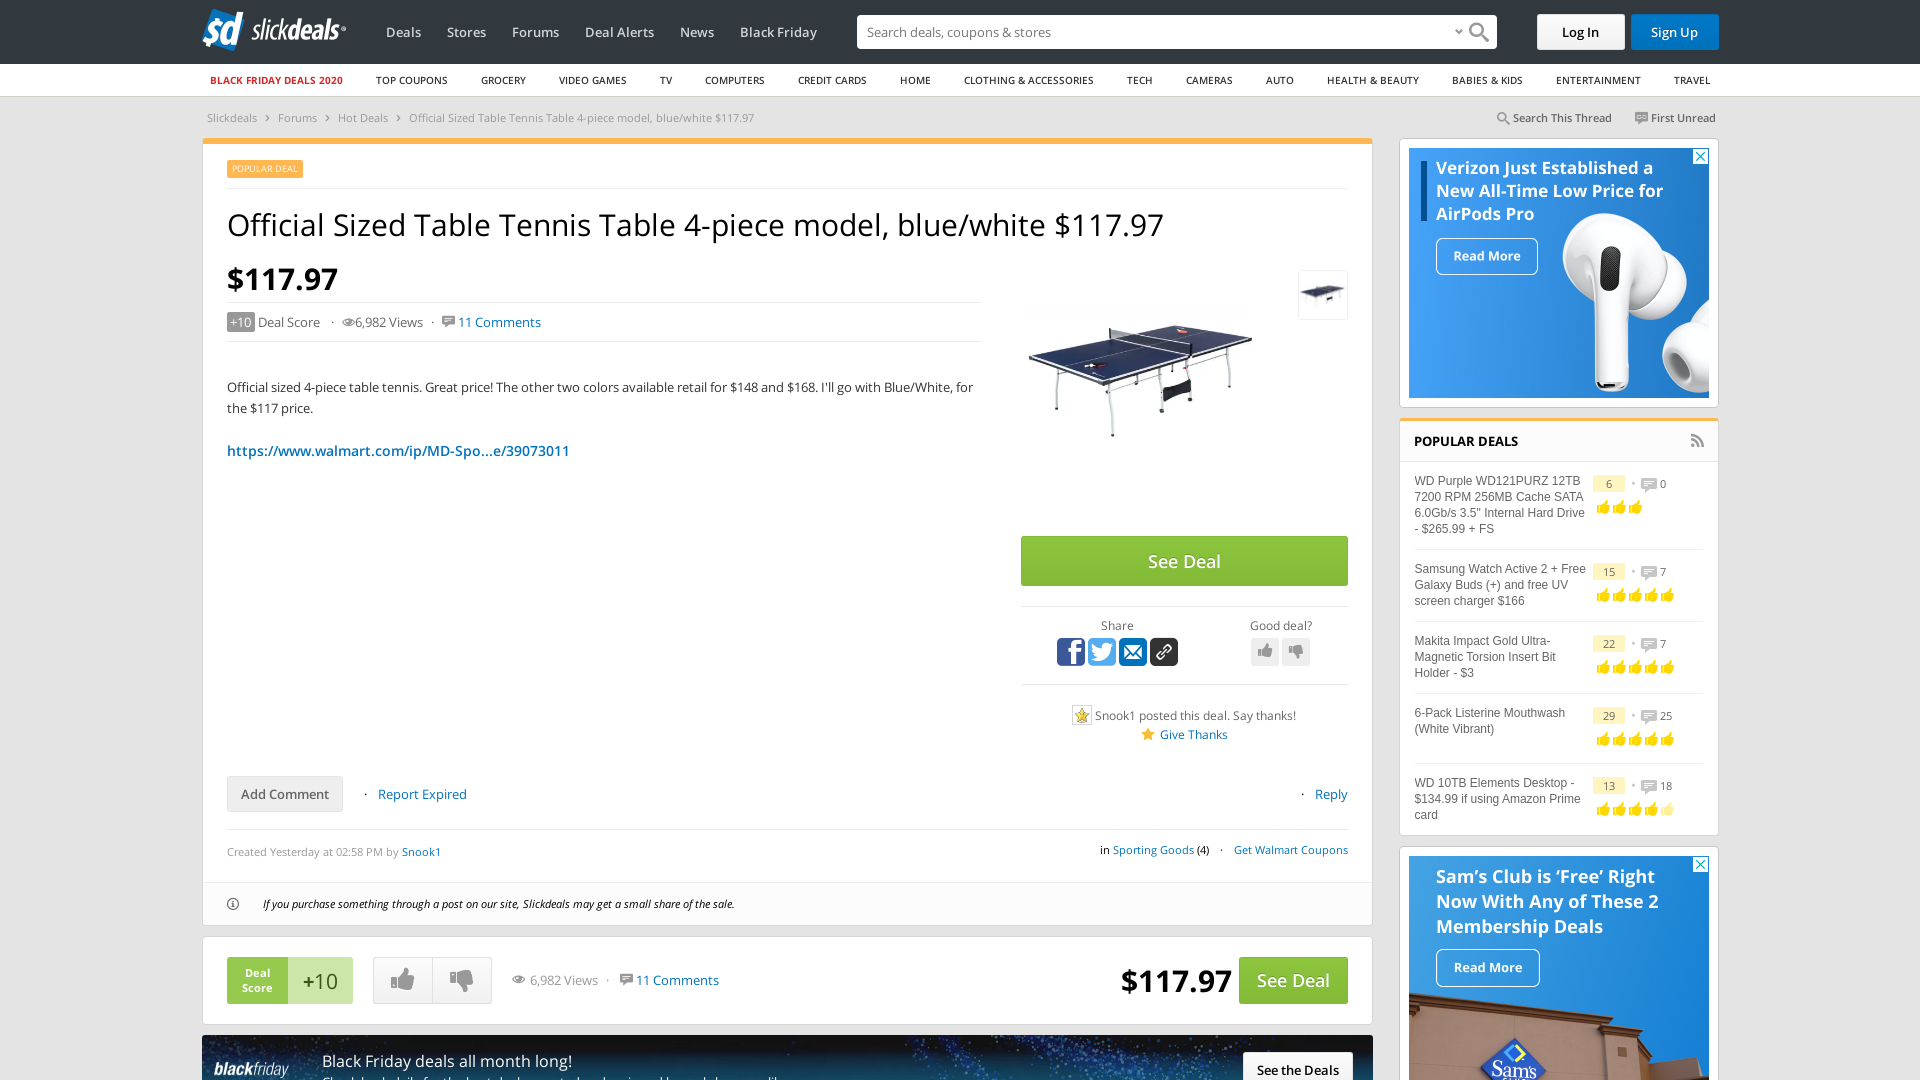 slickdeals
Deals
Stores
Forums
Deal Alerts
News
Black Friday
Search deals, coupons & stores
Log In
Sign Up
BLACK FRIDAY DEALS 2020
TOP COUPONS
GROCERY
VIDEO GAMES
TV
COMPUTERS
CREDIT CARDS
HOME
CLOTHING & ACCESSORIES
TECH
CAMERAS
AUTO
HEALTH & BEAUTY
BABIES & KIDS
ENTERTAINMENT
TRAVEL
Slickdeals › Forums › Hot Deals › Official Sized Table Tennis Table 4-piece model, blue/white $117.97
Search This Thread
First Unread
POPULAR DEAL
Official Sized Table Tennis Table 4-piece model, blue/white $117.97
$117.97
+10 Deal Score · 6,982 Views · 11 Comments
Official sized 4-piece table tennis. Great price! The other two colors available retail for $148 and $168. I'll go with Blue/White, for
the $117 price.
https://www.walmart.com/ip/MD-Spo...e/39073011
See Deal
Share
Good deal?
Snook1 posted this deal. Say thanks!
Give Thanks
Add Comment
· Report Expired
· Reply
Created Yesterday at 02:58 PM by Snook1
in Sporting Goods (4) · Get Walmart Coupons
If you purchase something through a post on our site, Slickdeals may get a small share of the sale.
Deal
Score
+10
6,982 Views · 11 Comments
$117.97
See Deal
blackfriday
Black Friday deals all month long!
See the Deals
Verizon Just Established a
New All-Time Low Price for
AirPods Pro
Read More
POPULAR DEALS
WD Purple WD121PURZ 12TB
7200 RPM 256MB Cache SATA
6.0Gb/s 3.5" Internal Hard Drive
- $265.99 + FS
6 · 0
Samsung Watch Active 2 + Free
Galaxy Buds (+) and free UV
screen charger $166
15 · 7
Makita Impact Gold Ultra-
Magnetic Torsion Insert Bit
Holder - $3
22 · 7
6-Pack Listerine Mouthwash
(White Vibrant)
29 · 25
WD 10TB Elements Desktop -
$134.99 if using Amazon Prime
card
13 · 18
Sam's Club is 'Free' Right
Now With Any of These 2
Membership Deals
Read More
Sam's